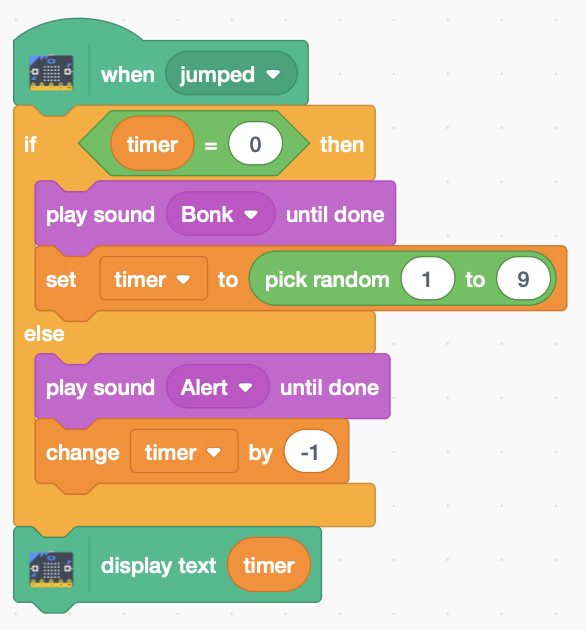 when jumped
if timer = 0 then
play sound Bonk until done
set timer to pick random 1 to 9
else
play sound Alert until done
change timer by -1
display text timer